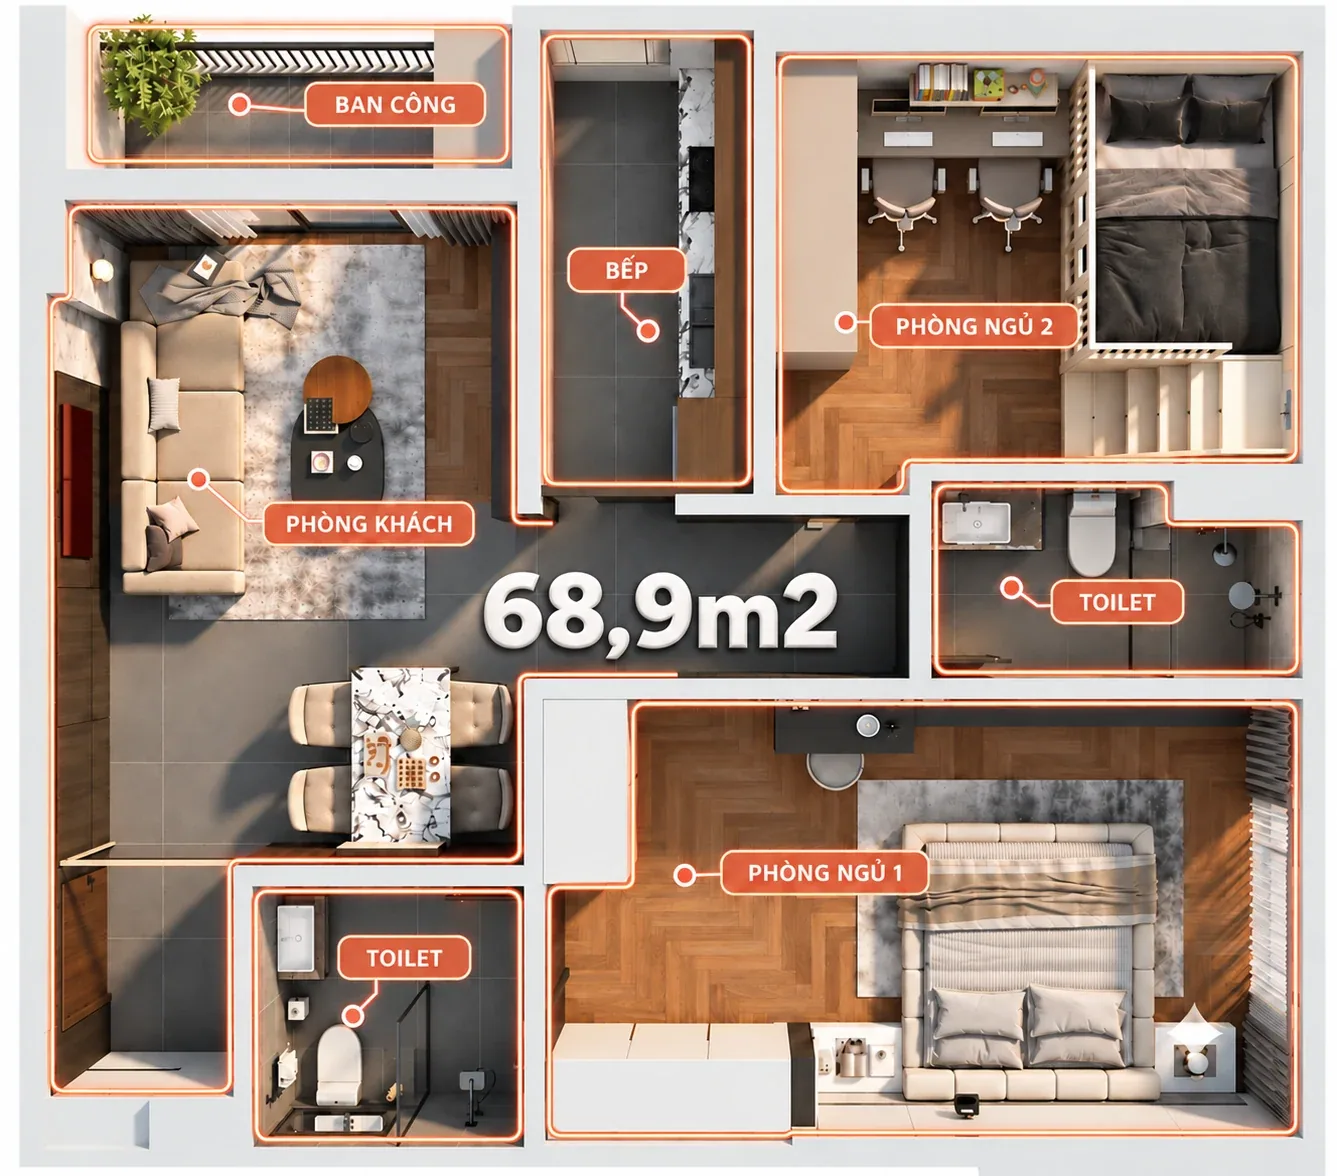 BAN CÔNG
BẾP
PHÒNG NGỦ 2
PHÒNG KHÁCH
68,9m2
TOILET
PHÒNG NGỦ 1
TOILET